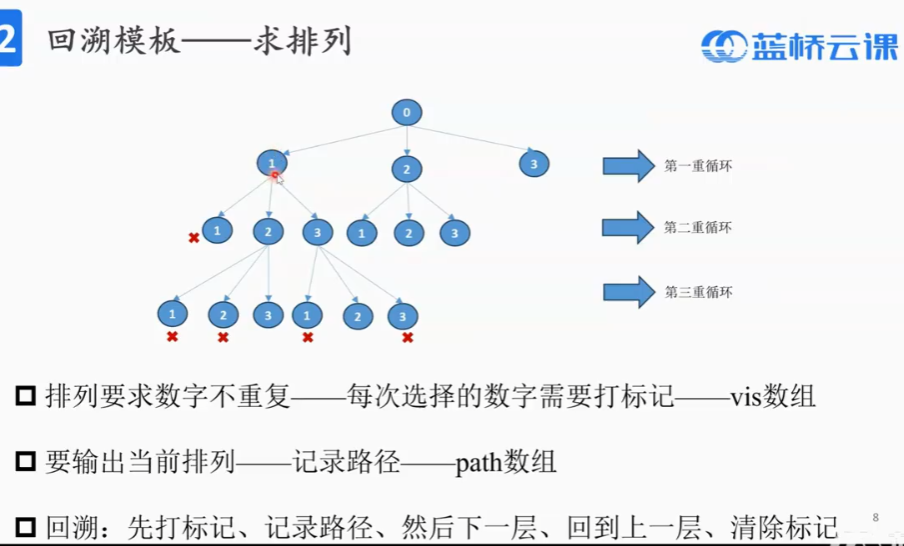 2
回溯模板——求排列
蓝桥云课
0
1 2 3
第一重循环
1 2 3 1 2 3
第二重循环
1 2 3 1 2 3
第三重循环
排列要求数字不重复——每次选择的数字需要打标记——vis数组
要输出当前排列——记录路径——path数组
回溯：先打标记、记录路径、然后下一层、回到上一层、清除标记
8